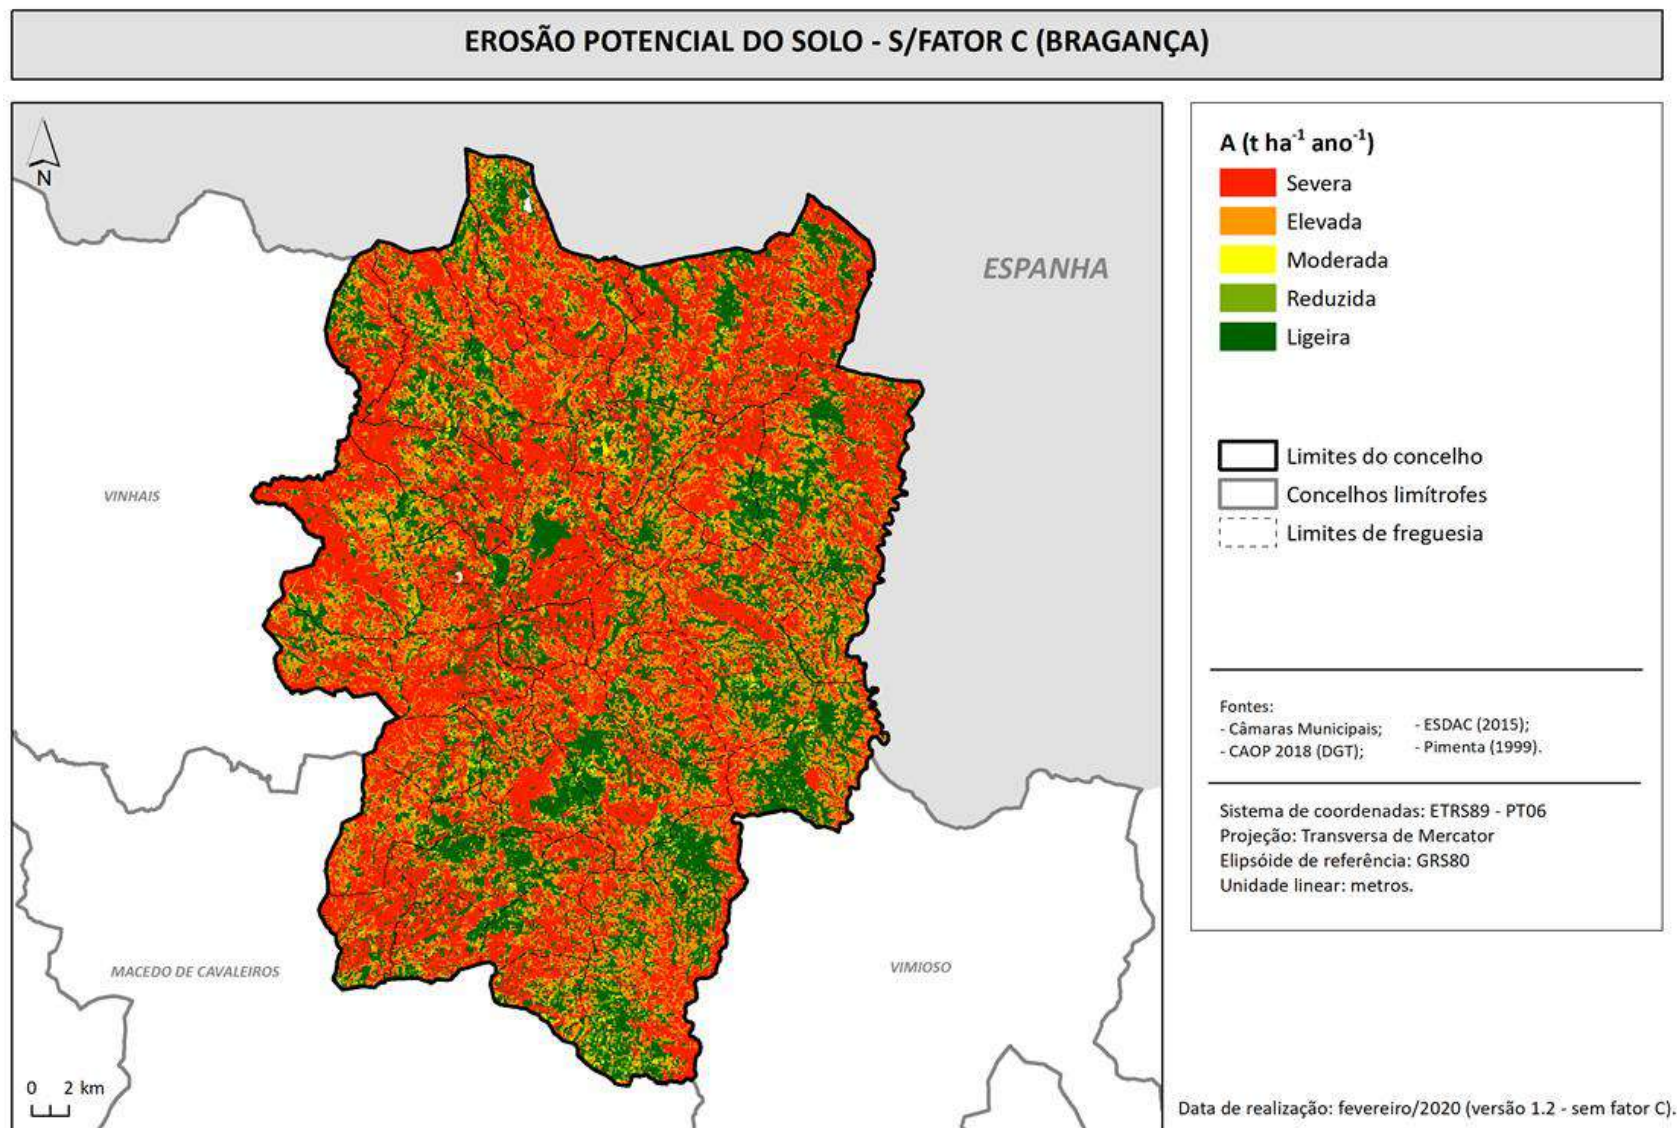 EROSÃO POTENCIAL DO SOLO - S/FATOR C (BRAGANÇA)
N
ESPANHA
VINHAIS
MACEDO DE CAVALEIROS
VIMIOSO
0 2 km
A (t ha⁻¹ ano⁻¹)
Severa
Elevada
Moderada
Reduzida
Ligeira
Limites do concelho
Concelhos limítrofes
Limites de freguesia
Fontes:
- Câmaras Municipais; - ESDAC (2015);
- CAOP 2018 (DGT); - Pimenta (1999).
Sistema de coordenadas: ETRS89 - PT06
Projeção: Transversa de Mercator
Elipsóide de referência: GRS80
Unidade linear: metros.
Data de realização: fevereiro/2020 (versão 1.2 - sem fator C).